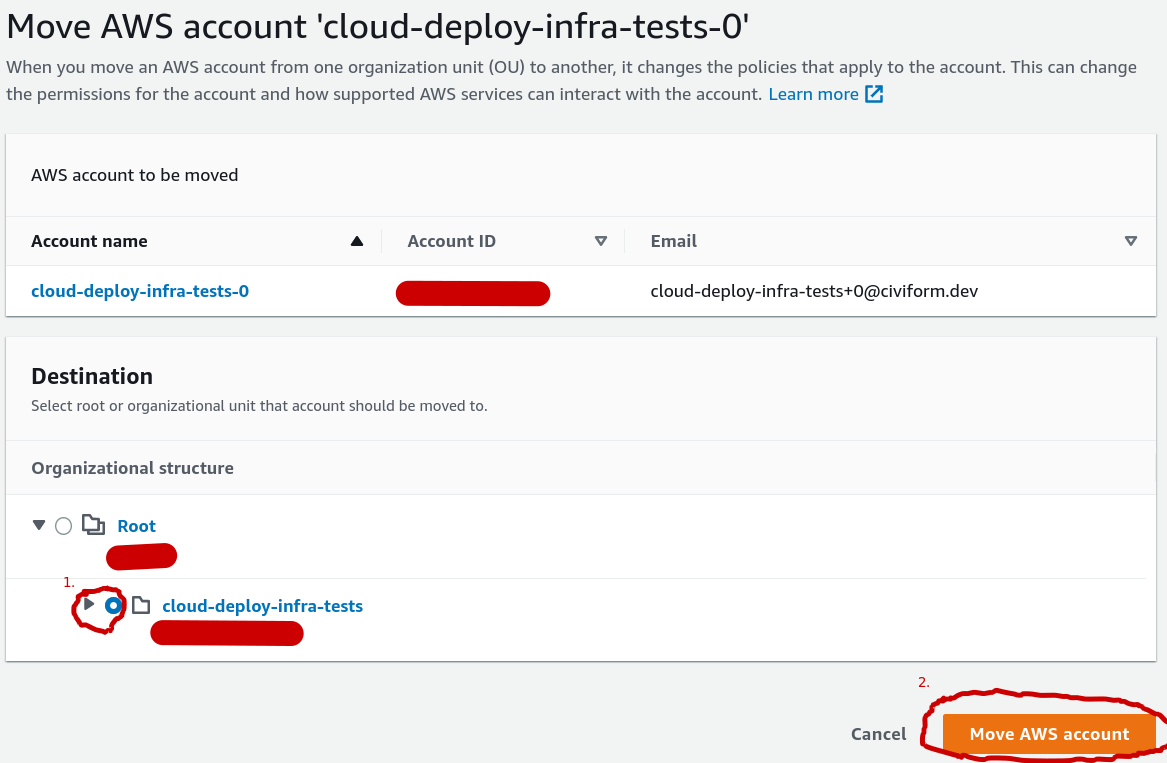 Move AWS account 'cloud-deploy-infra-tests-0'
When you move an AWS account from one organization unit (OU) to another, it changes the policies that apply to the account. This can change
the permissions for the account and how supported AWS services can interact with the account. Learn more
AWS account to be moved
Account name Account ID Email
cloud-deploy-infra-tests-0 cloud-deploy-infra-tests+0@civiform.dev
Destination
Select root or organizational unit that account should be moved to.
Organizational structure
Root
1.
cloud-deploy-infra-tests
2.
Cancel Move AWS account